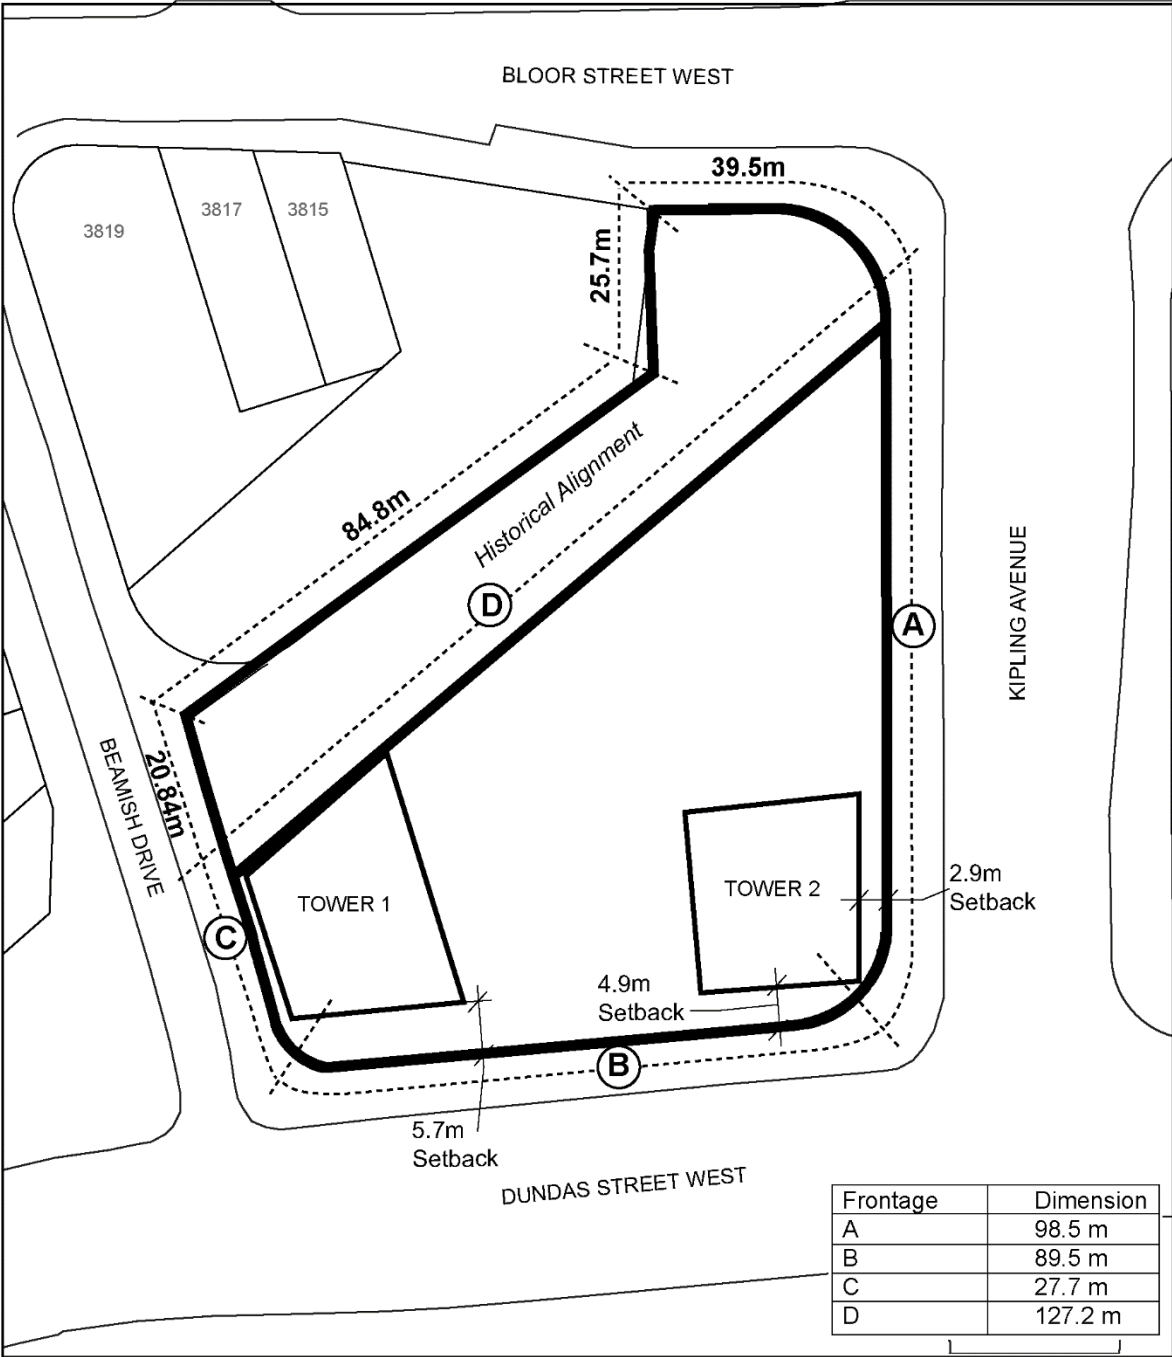 BLOOR STREET WEST
39.5m
3819
3817
3815
25.7m
84.8m
Historical Alignment
D
A
KIPLING AVENUE
BEAMISH DRIVE
20.84m
TOWER 1
TOWER 2
2.9m
Setback
C
4.9m
Setback
B
5.7m
Setback
DUNDAS STREET WEST
Frontage Dimension
A 98.5 m
B 89.5 m
C 27.7 m
D 127.2 m